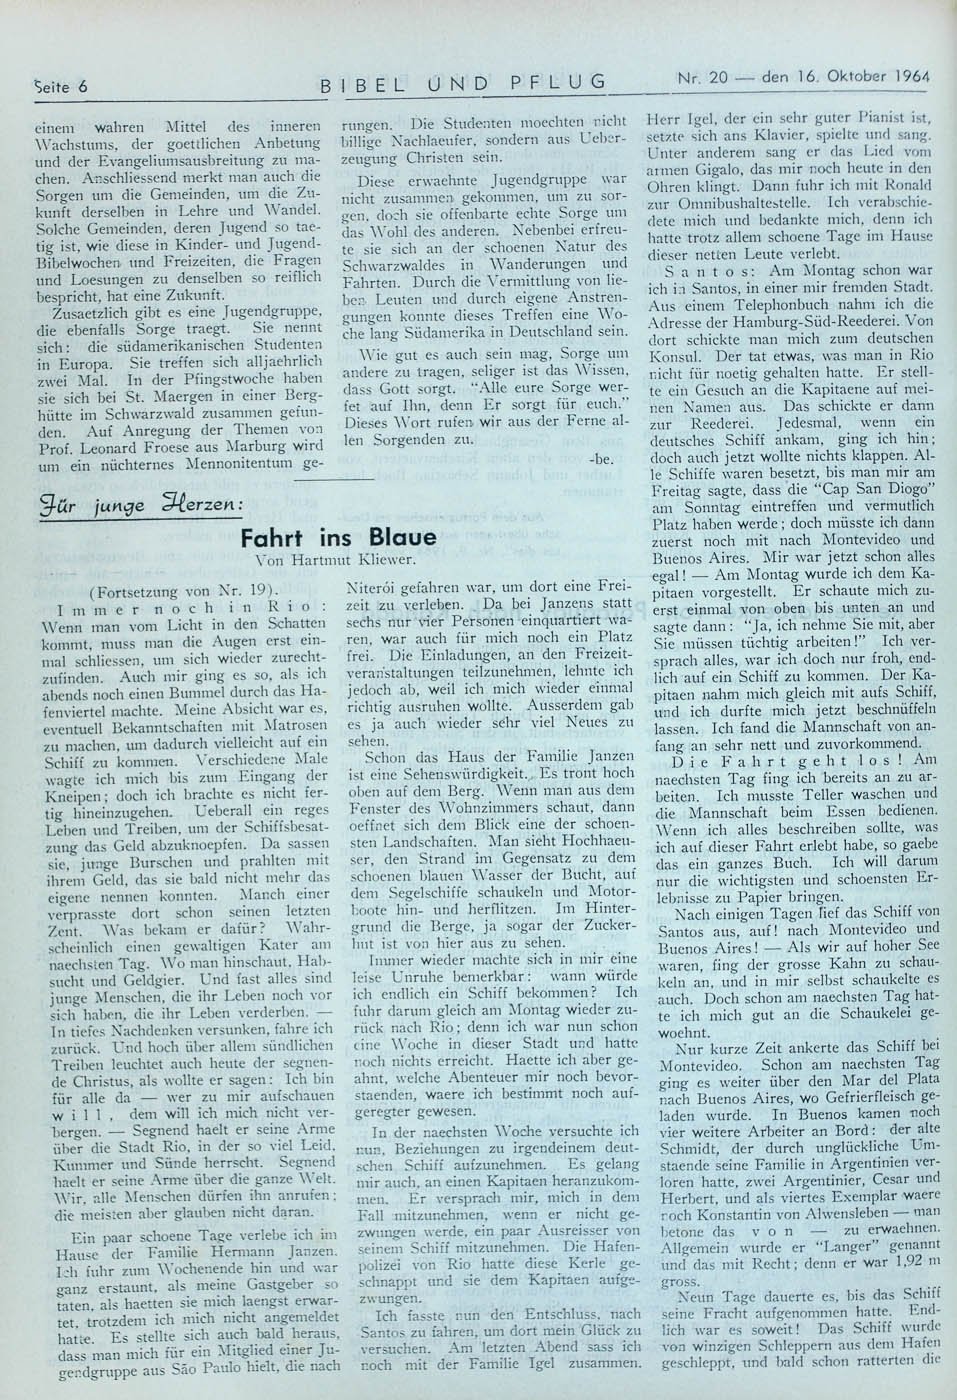 Seite 6
BIBEL UND PFLUG
Nr. 20 — den 16. Oktober 1964
einem wahren Mittel des inneren
Wachstums, der goettlichen Anbetung
und der Evangeliumsausbreitung zu ma-
chen. Anschliessend merkt man auch die
Sorgen um die Gemeinden, um die Zu-
kunft derselben in Lehre und Wandel.
Solche Gemeinden, deren Jugend so tae-
tig ist, wie diese in Kinder- und Jugend-
Bibelwochen und Freizeiten, die Fragen
und Loesungen zu denselben so reiflich
bespricht, hat eine Zukunft.
Zusaetzlich gibt es eine Jugendgruppe,
die ebenfalls Sorge traegt. Sie nennt
sich: die südamerikanischen Studenten
in Europa. Sie treffen sich alljaehrlich
zwei Mal. In der Pfingstwoche haben
sie sich bei St. Maergen in einer Berg-
hütte im Schwarzwald zusammen gefun-
den. Auf Anregung der Themen von
Prof. Leonard Froese aus Marburg wird
um ein nüchternes Mennonitentum ge-
rungen. Die Studenten moechten nicht
billige Nachlaeufer, sondern aus Ueber-
zeugung Christen sein.
Diese erwaehnte Jugendgruppe war
nicht zusammen gekommen, um zu sor-
gen, doch sie offenbarte echte Sorge um
das Wohl des anderen. Nebenbei erfreu-
te sie sich an der schoenen Natur des
Schwarzwaldes in Wanderungen und
Fahrten. Durch die Vermittlung von lie-
ben Leuten und durch eigene Anstren-
gungen konnte dieses Treffen eine Wo-
che lang Südamerika in Deutschland sein.
Wie gut es auch sein mag, Sorge um
andere zu tragen, seliger ist das Wissen,
dass Gott sorgt. "Alle eure Sorge wer-
fet auf Ihn, denn Er sorgt für euch."
Dieses Wort rufen wir aus der Ferne al-
len Sorgenden zu.
-be.
Für junge Herzen:
Fahrt ins Blaue
Von Hartmut Kliewer.
(Fortsetzung von Nr. 19).
Immer noch in Rio:
Wenn man vom Licht in den Schatten
kommt, muss man die Augen erst ein-
mal schliessen, um sich wieder zurecht-
zufinden. Auch mir ging es so, als ich
abends noch einen Bummel durch das Ha-
fenviertel machte. Meine Absicht war es,
eventuell Bekanntschaften mit Matrosen
zu machen, um dadurch vielleicht auf ein
Schiff zu kommen. Verschiedene Male
wagte ich mich bis zum Eingang der
Kneipen; doch ich brachte es nicht fer-
tig hineinzugehen. Ueberall ein reges
Leben und Treiben, um der Schiffsbesat-
zung das Geld abzuknoepfen. Da sassen
sie, junge Burschen und prahlten mit
ihrem Geld, das sie bald nicht mehr das
eigene nennen konnten. Manch einer
verprasste dort schon seinen letzten
Zent. Was bekam er dafür? Wahr-
scheinlich einen gewaltigen Kater am
naechsten Tag. Wo man hinschaut, Hab-
sucht und Geldgier. Und fast alles sind
junge Menschen, die ihr Leben noch vor
sich haben, die ihr Leben verderben. —
In tiefes Nachdenken versunken, fahre ich
zurück. Und hoch über allem sündlichen
Treiben leuchtet auch heute der segnen-
de Christus, als wollte er sagen: Ich bin
für alle da — wer zu mir aufschauen
will, dem will ich mich nicht ver-
bergen. — Segnend haelt er seine Arme
über die Stadt Rio, in der so viel Leid,
Kummer und Sünde herrscht. Segnend
haelt er seine Arme über die ganze Welt.
Wir, alle Menschen dürfen ihn anrufen;
die meisten aber glauben nicht daran.
Ein paar schoene Tage verlebe ich im
Hause der Familie Hermann Janzen.
Ich fuhr zum Wochenende hin und war
ganz erstaunt, als meine Gastgeber so
taten, als haetten sie mich laengst erwar-
tet, trotzdem ich mich nicht angemeldet
hatte. Es stellte sich auch bald heraus,
dass man mich für ein Mitglied einer Ju-
gendgruppe aus São Paulo hielt, die nach
Niterói gefahren war, um dort eine Frei-
zeit zu verleben. Da bei Janzens statt
sechs nur vier Personen einquartiert wa-
ren, war auch für mich noch ein Platz
frei. Die Einladungen, an den Freizeit-
veranstaltungen teilzunehmen, lehnte ich
jedoch ab, weil ich mich wieder einmal
richtig ausruhen wollte. Ausserdem gab
es ja auch wieder sehr viel Neues zu
sehen.
Schon das Haus der Familie Janzen
ist eine Sehenswürdigkeit. Es tront hoch
oben auf dem Berg. Wenn man aus dem
Fenster des Wohnzimmers schaut, dann
oeffnet sich dem Blick eine der schoen-
sten Landschaften. Man sieht Hochhaeu-
ser, den Strand im Gegensatz zu dem
schoenen blauen Wasser der Bucht, auf
dem Segelschiffe schaukeln und Motor-
boote hin- und herflitzen. Im Hinter-
grund die Berge, ja sogar der Zucker-
hut ist von hier aus zu sehen.
Immer wieder machte sich in mir eine
leise Unruhe bemerkbar: wann würde
ich endlich ein Schiff bekommen? Ich
fuhr darum gleich am Montag wieder zu-
rück nach Rio; denn ich war nun schon
eine Woche in dieser Stadt und hatte
noch nichts erreicht. Haette ich aber ge-
ahnt, welche Abenteuer mir noch bevor-
staenden, waere ich bestimmt noch auf-
geregter gewesen.
In der naechsten Woche versuchte ich
nun, Beziehungen zu irgendeinem deut-
schen Schiff aufzunehmen. Es gelang
mir auch, an einen Kapitaen heranzukom-
men. Er versprach mir, mich in dem
Fall mitzunehmen, wenn er nicht ge-
zwungen werde, ein paar Ausreisser von
seinem Schiff mitzunehmen. Die Hafen-
polizei von Rio hatte diese Kerle ge-
schnappt und sie dem Kapitaen aufge-
zwungen.
Ich fasste nun den Entschluss, nach
Santos zu fahren, um dort mein Glück zu
versuchen. Am letzten Abend sass ich
noch mit der Familie Igel zusammen.
Herr Igel, der ein sehr guter Pianist ist,
setzte sich ans Klavier, spielte und sang.
Unter anderem sang er das Lied vom
armen Gigalo, das mir noch heute in den
Ohren klingt. Dann fuhr ich mit Ronald
zur Omnibushaltestelle. Ich verabschie-
dete mich und bedankte mich, denn ich
hatte trotz allem schoene Tage im Hause
dieser netten Leute verlebt.
Santos: Am Montag schon war
ich in Santos, in einer mir fremden Stadt.
Aus einem Telephonbuch nahm ich die
Adresse der Hamburg-Süd-Reederei. Von
dort schickte man mich zum deutschen
Konsul. Der tat etwas, was man in Rio
nicht für noetig gehalten hatte. Er stell-
te ein Gesuch an die Kapitaene auf mei-
nen Namen aus. Das schickte er dann
zur Reederei. Jedesmal, wenn ein
deutsches Schiff ankam, ging ich hin;
doch auch jetzt wollte nichts klappen. Al-
le Schiffe waren besetzt, bis man mir am
Freitag sagte, dass die "Cap San Diogo"
am Sonntag eintreffen und vermutlich
Platz haben werde; doch müsste ich dann
zuerst noch mit nach Montevideo und
Buenos Aires. Mir war jetzt schon alles
egal! — Am Montag wurde ich dem Ka-
pitaen vorgestellt. Er schaute mich zu-
erst einmal von oben bis unten an und
sagte dann: "Ja, ich nehme Sie mit, aber
Sie müssen tüchtig arbeiten!" Ich ver-
sprach alles, war ich doch nur froh, end-
lich auf ein Schiff zu kommen. Der Ka-
pitaen nahm mich gleich mit aufs Schiff,
und ich durfte mich jetzt beschnüffeln
lassen. Ich fand die Mannschaft von an-
fang an sehr nett und zuvorkommend.
Die Fahrt geht los! Am
naechsten Tag fing ich bereits an zu ar-
beiten. Ich musste Teller waschen und
die Mannschaft beim Essen bedienen.
Wenn ich alles beschreiben sollte, was
ich auf dieser Fahrt erlebt habe, so gaebe
das ein ganzes Buch. Ich will darum
nur die wichtigsten und schoensten Er-
lebnisse zu Papier bringen.
Nach einigen Tagen lief das Schiff von
Santos aus, auf! nach Montevideo und
Buenos Aires! — Als wir auf hoher See
waren, fing der grosse Kahn zu schau-
keln an, und in mir selbst schaukelte es
auch. Doch schon am naechsten Tag hat-
te ich mich gut an die Schaukelei ge-
woehnt.
Nur kurze Zeit ankerte das Schiff bei
Montevideo. Schon am naechsten Tag
ging es weiter über den Mar del Plata
nach Buenos Aires, wo Gefrierfleisch ge-
laden wurde. In Buenos kamen noch
vier weitere Arbeiter an Bord: der alte
Schmidt, der durch unglückliche Um-
staende seine Familie in Argentinien ver-
loren hatte, zwei Argentinier, Cesar und
Herbert, und als viertes Exemplar waere
noch Konstantin von Alwensleben — man
betone das von — zu erwaehnen.
Allgemein wurde er "Langer" genannt
und das mit Recht; denn er war 1,92 m
gross.
Neun Tage dauerte es, bis das Schiff
seine Fracht aufgenommen hatte. End-
lich war es soweit! Das Schiff wurde
von winzigen Schleppern aus dem Hafen
geschleppt, und bald schon ratterten die